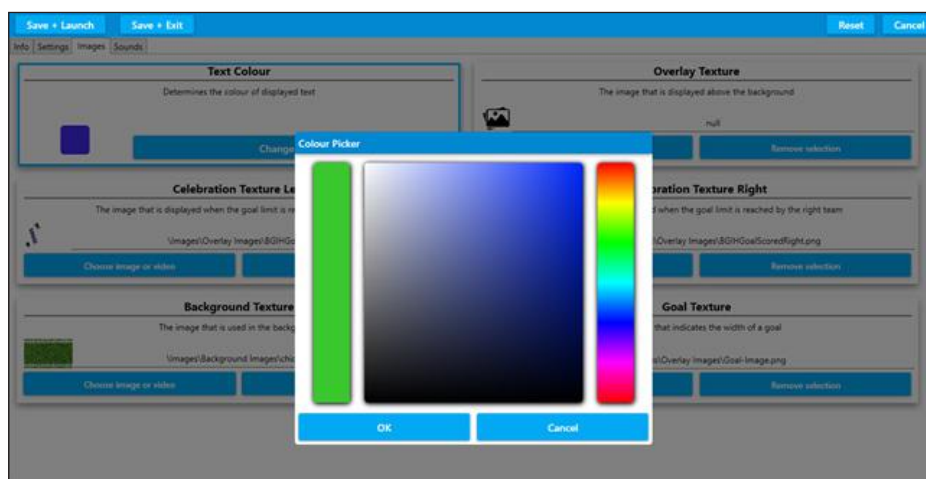 Save + Launch Save + Exit Reset Cancel
Info Settings Images Sounds
Text Colour
Determines the colour of displayed text
Change
Overlay Texture
The image that is displayed above the background
null
Remove selection
Colour Picker
Celebration Texture Le
The image that is displayed when the goal limit is re
\Images\Overlay Images\BGIHGo
Choose image or video
ration Texture Right
when the goal limit is reached by the right team
\Overlay Images\BGIHGoalScoredRight.png
Remove selection
Background Texture
The image that is used in the backg
\Images\Background Images\chic
Choose image or video
Goal Texture
that indicates the width of a goal
\Overlay Images\Goal-Image.png
Remove selection
OK Cancel